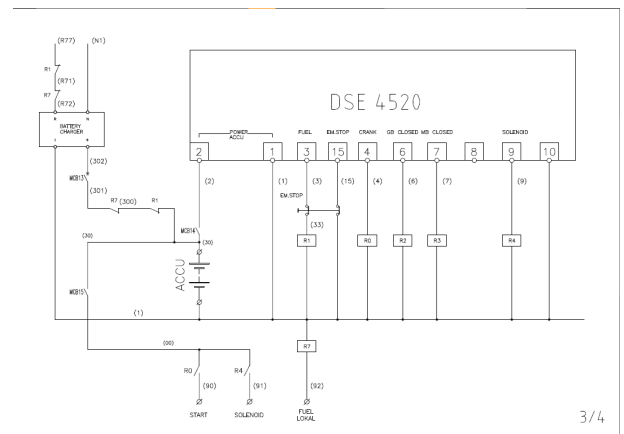 (R77) (N1)
R1
(R71)
R7
(R72)
R N
BATTERY
CHARGER
(302)
MCB13
(301)
R7 (300) R1
(30)
MCB15
(1)
(00)
R0
(90)
R4
(91)
START
SOLENOID
DSE 4520
POWER
ACCU
FUEL EM.STOP CRANK GB CLOSED MB CLOSED SOLENOID
2 1 3 15 4 6 7 8 9 10
(2) (1) (3) (15) (4) (6) (7) (9)
EM.STOP
(33)
MCB14
(30)
ACCU
R1 R0 R2 R3 R4
R7
(92)
FUEL
LOKAL
3/4